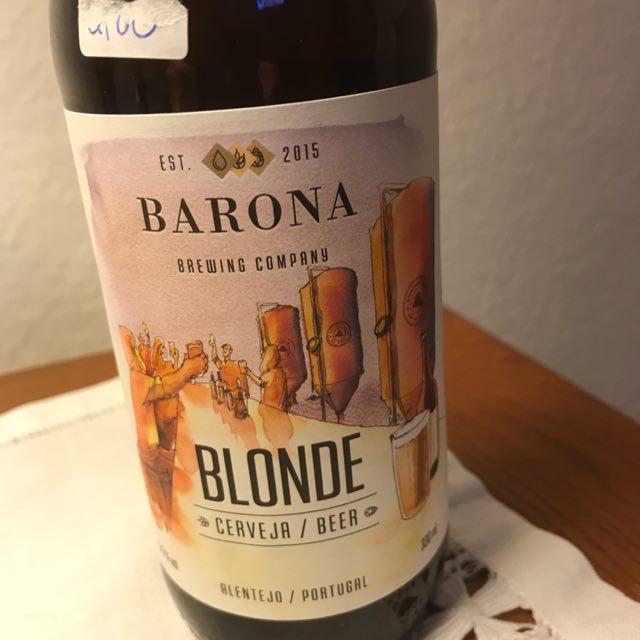 EST. 2015
BARONA
BREWING COMPANY
BLONDE
CERVEJA / BEER
ALENTEJO / PORTUGAL